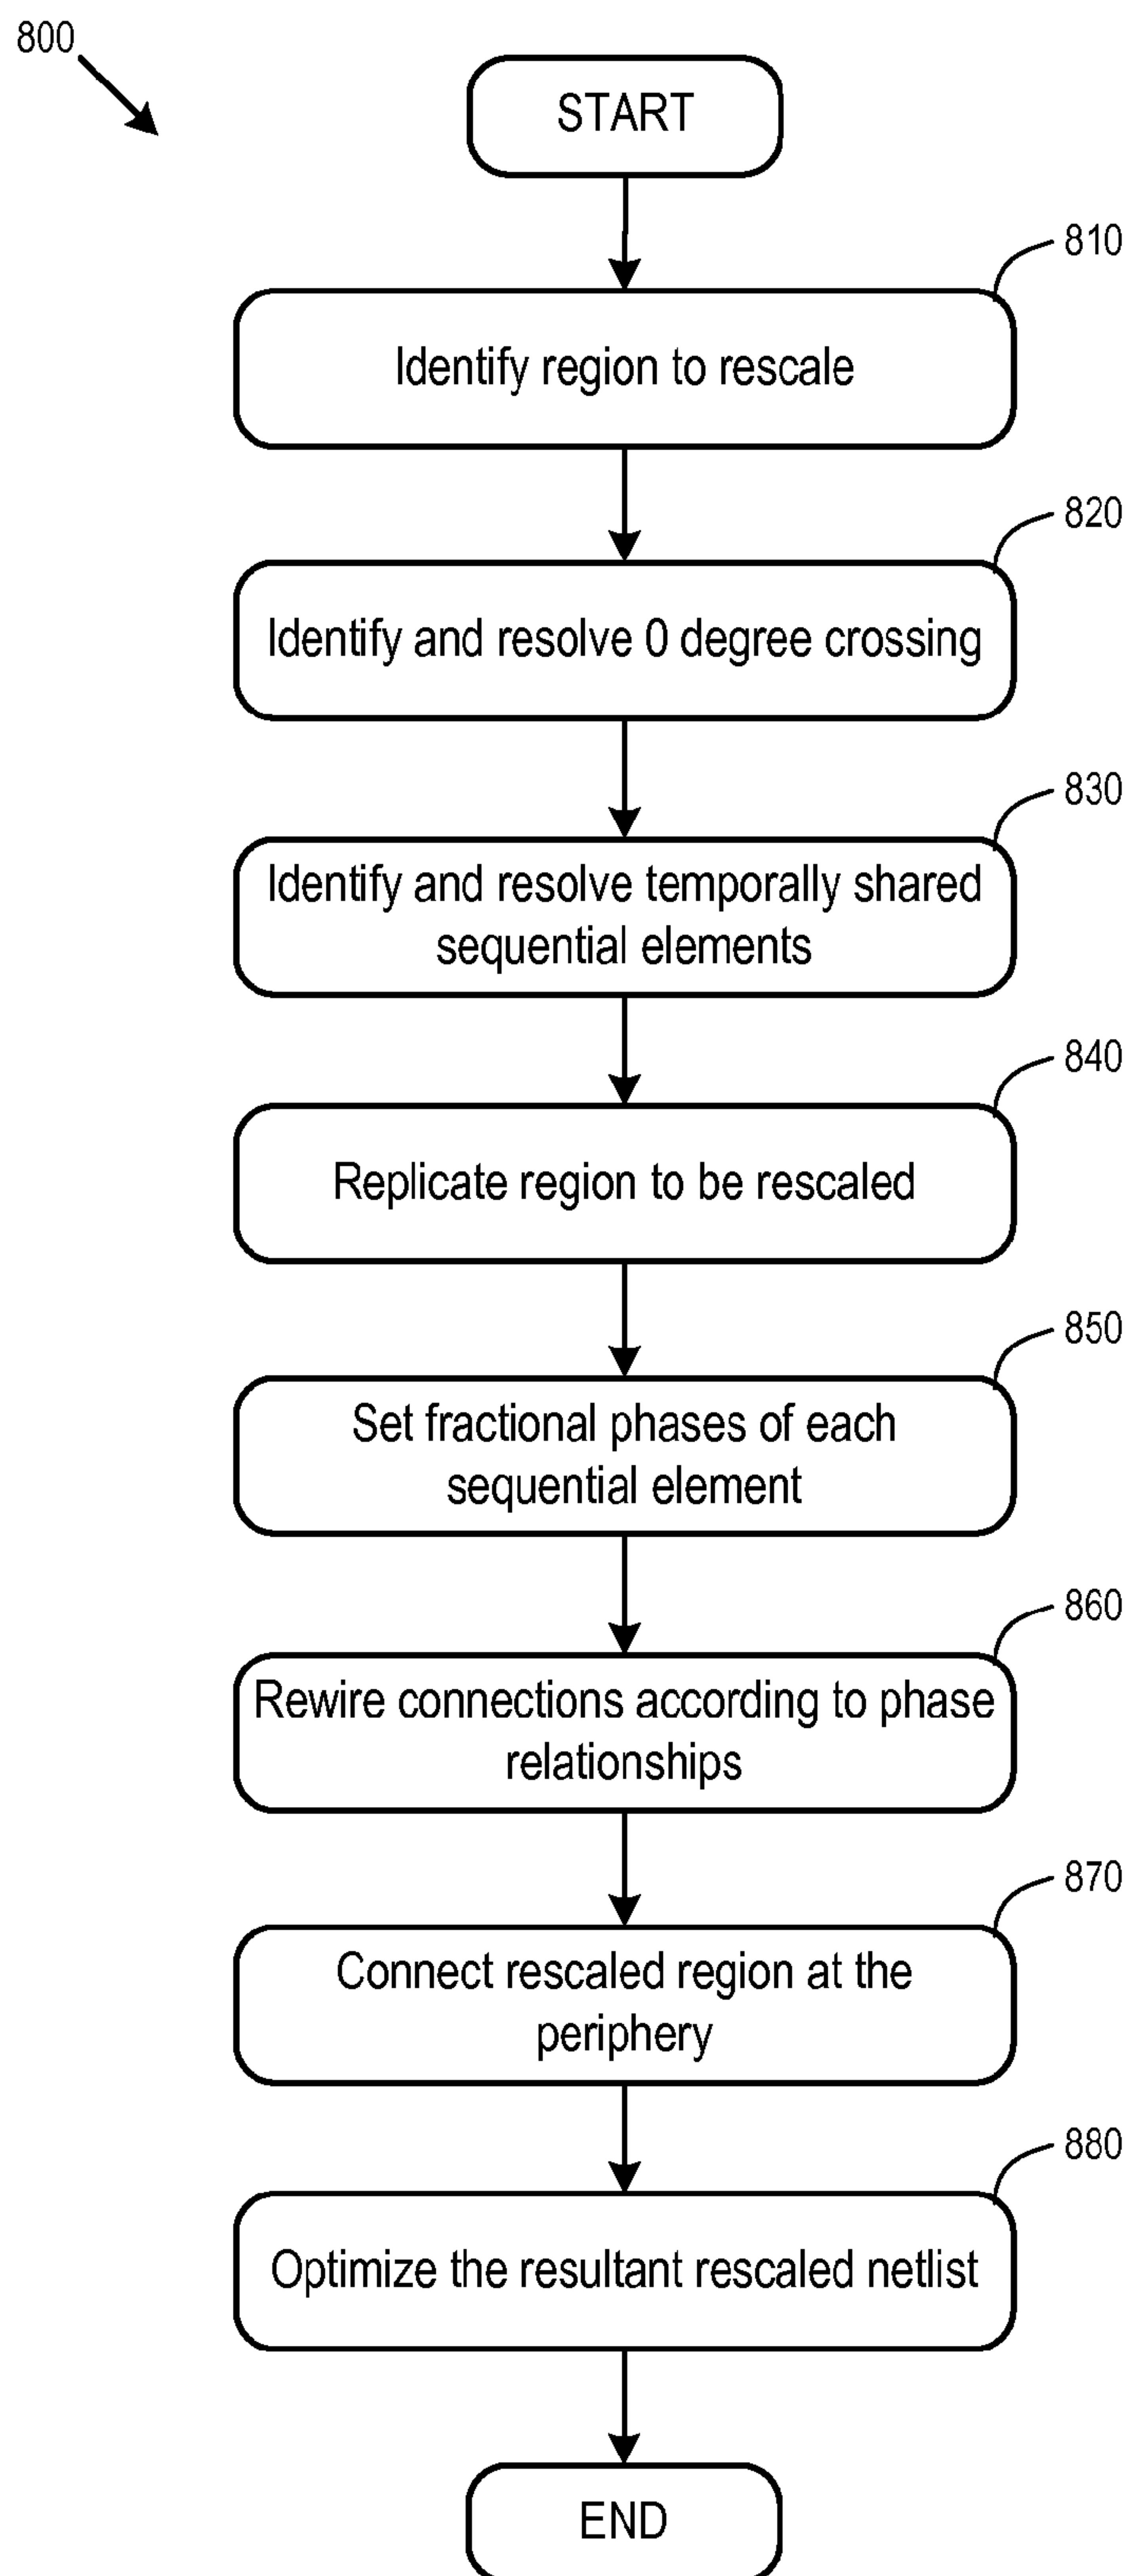 800
START
810
Identify region to rescale
820
Identify and resolve 0 degree crossing
830
Identify and resolve temporally shared
sequential elements
840
Replicate region to be rescaled
850
Set fractional phases of each
sequential element
860
Rewire connections according to phase
relationships
870
Connect rescaled region at the
periphery
880
Optimize the resultant rescaled netlist
END